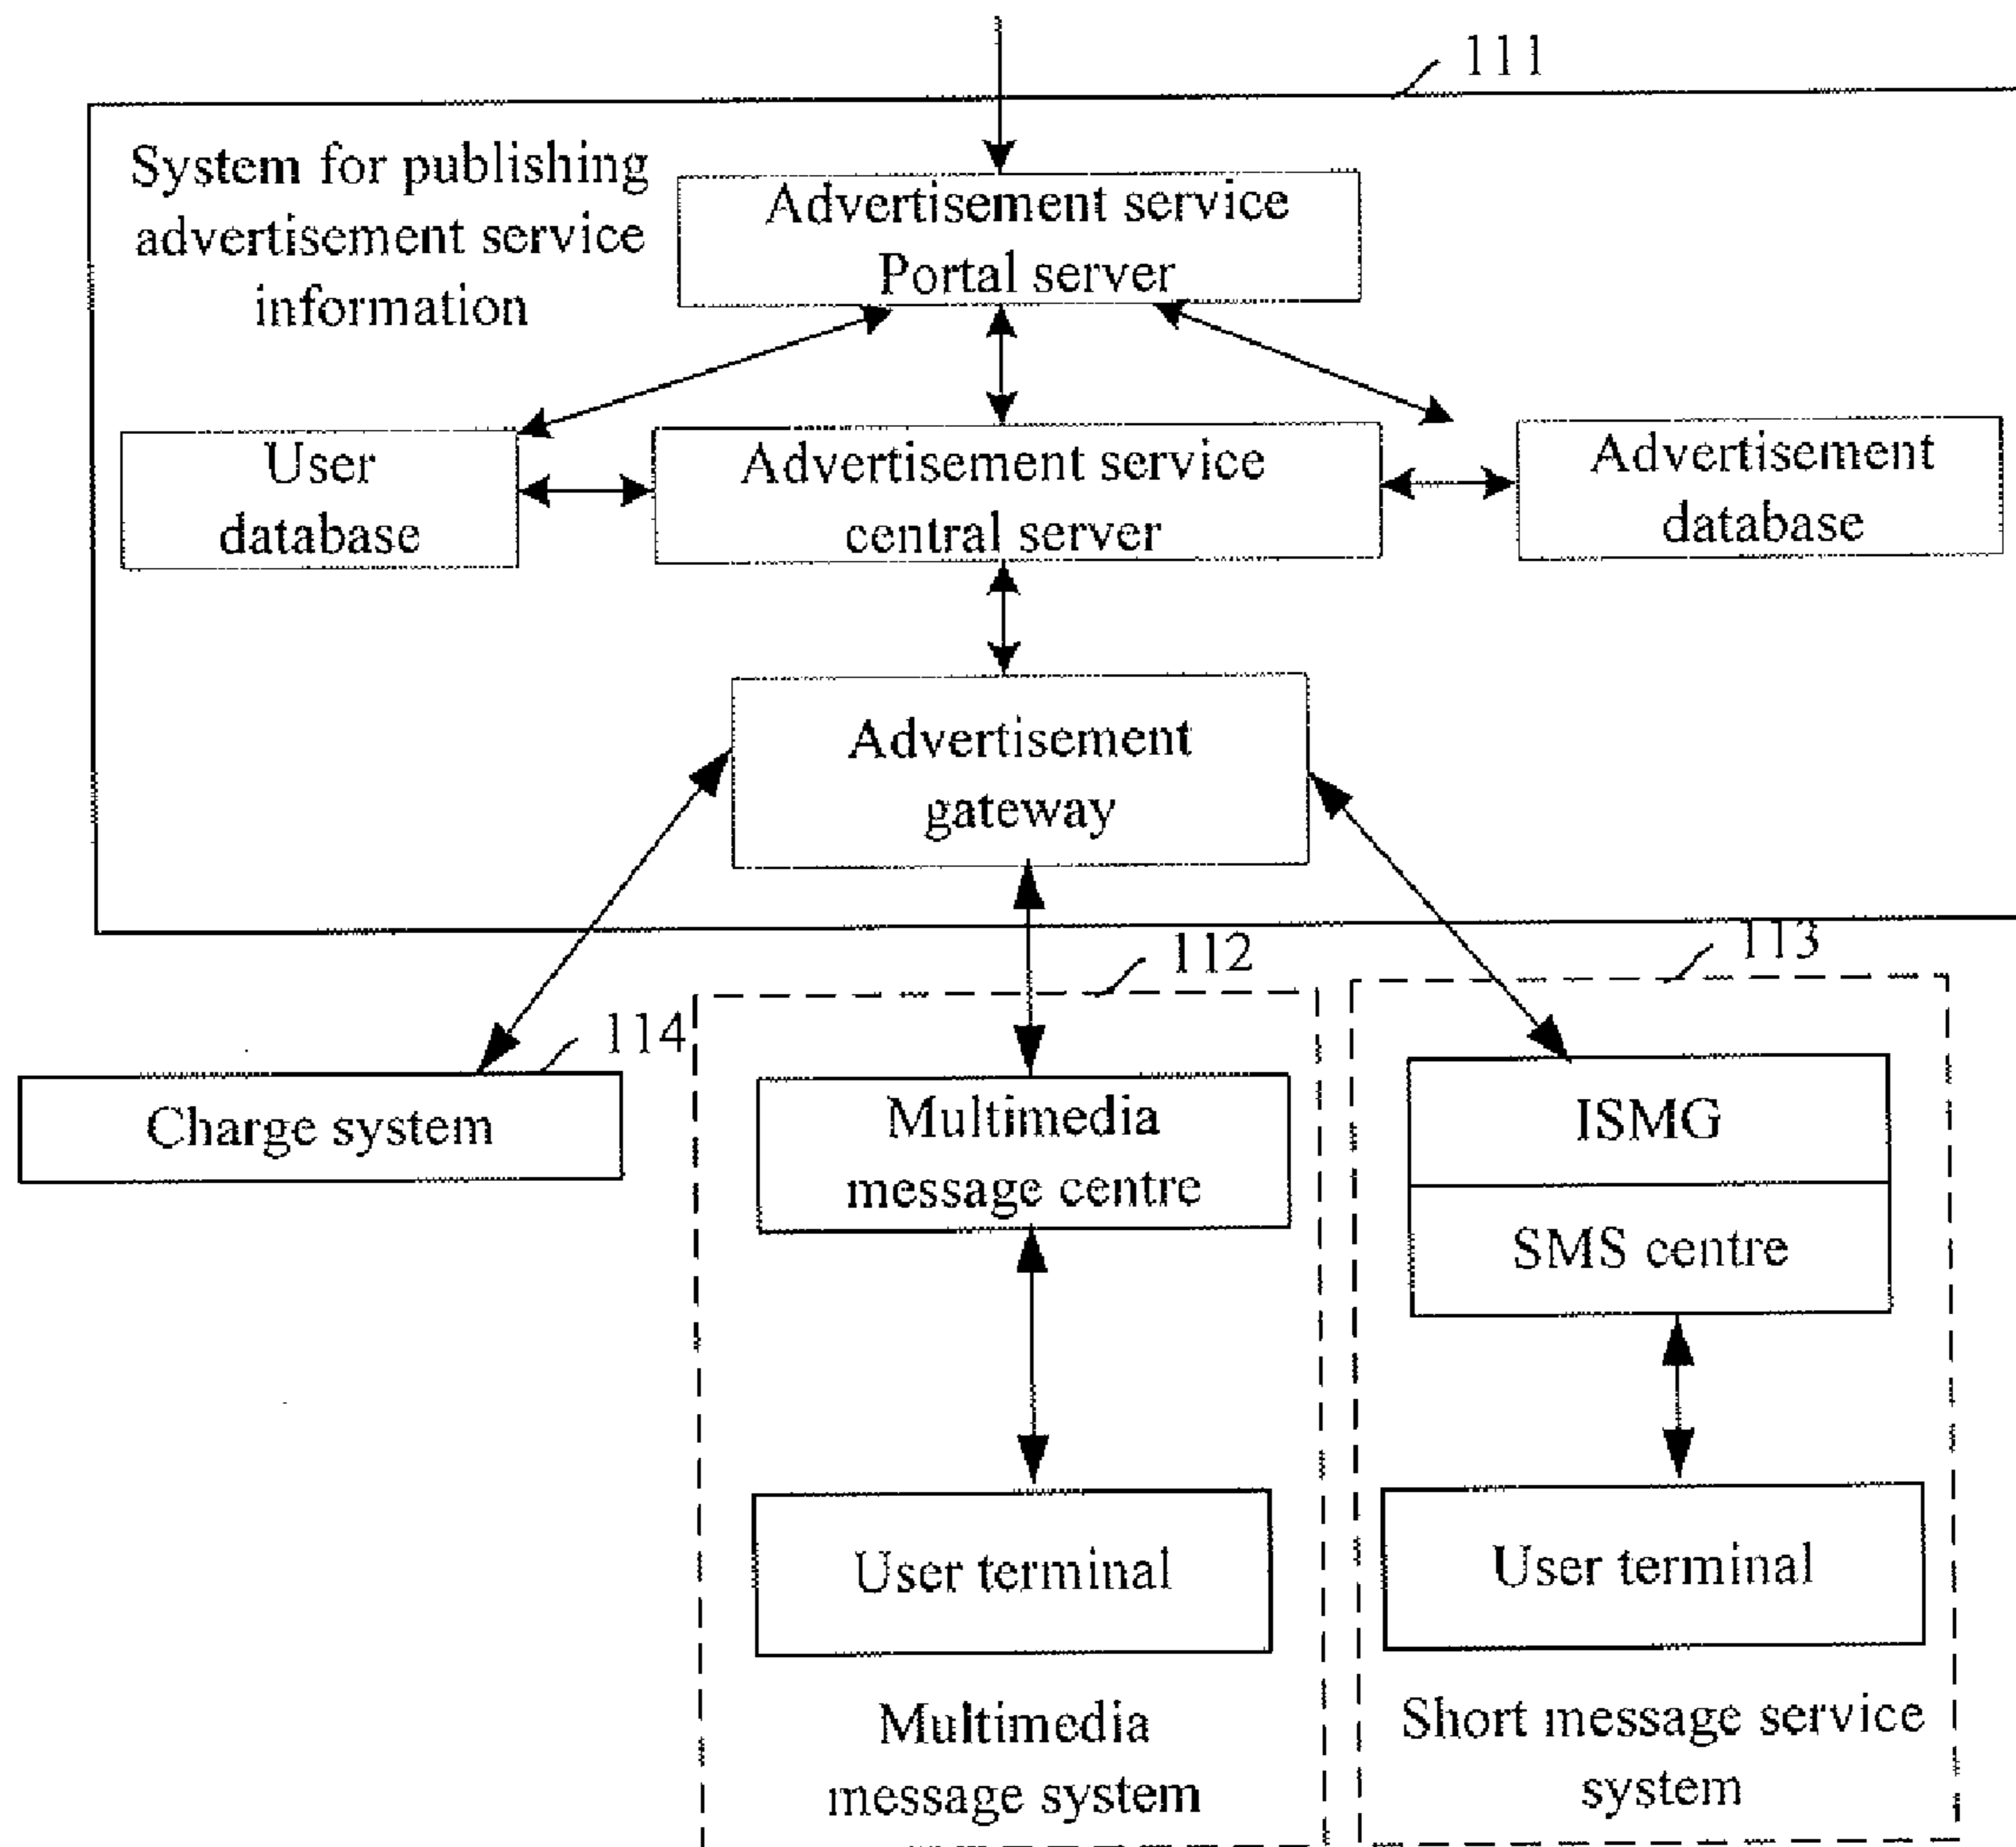 111
System for publishing
advertisement service
information
Advertisement service
Portal server
User
database
Advertisement service
central server
Advertisement
database
Advertisement
gateway
112
113
114
Charge system
Multimedia
message centre
ISMG
SMS centre
User terminal
User terminal
Multimedia
message system
Short message service
system